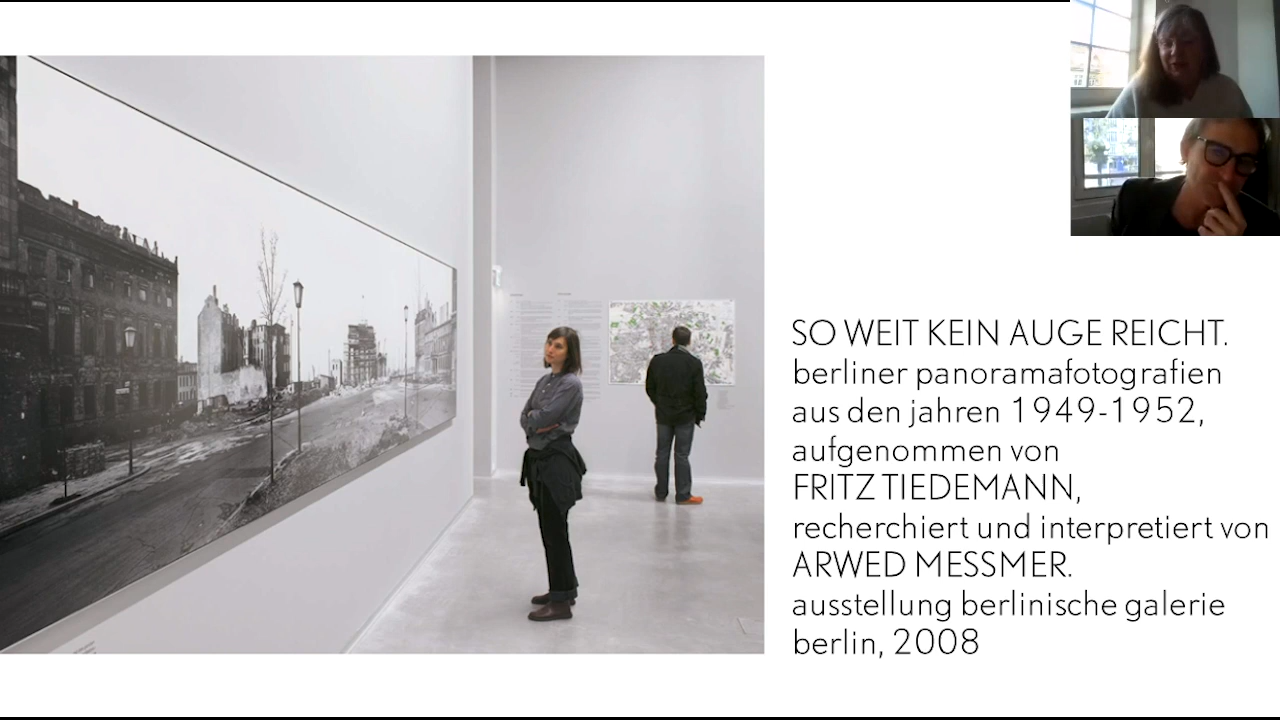 SO WEIT KEIN AUGE REICHT.
berliner panoramafotografien
aus den jahren 1949-1952,
aufgenommen von
FRITZ TIEDEMANN,
recherchiert und interpretiert von
ARWED MESSMER.
ausstellung berlinische galerie
berlin, 2008